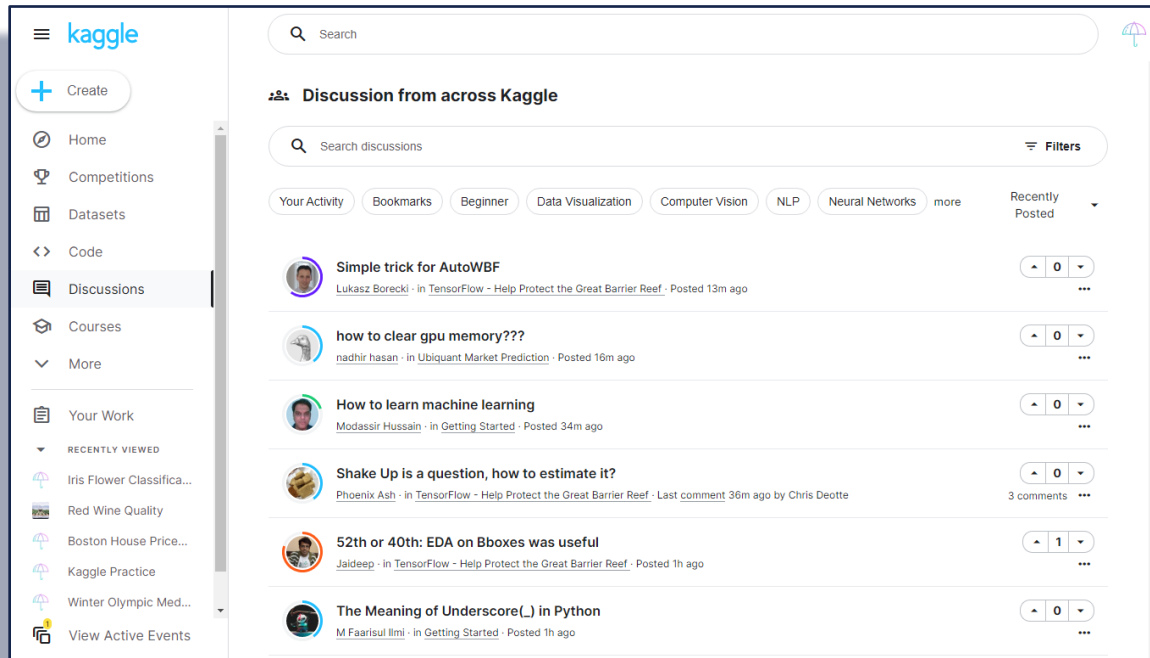 kaggle
Search
Create
Home
Competitions
Datasets
Code
Discussions
Courses
More
Your Work
RECENTLY VIEWED
Iris Flower Classifica...
Red Wine Quality
Boston House Price...
Kaggle Practice
Winter Olympic Med...
1
View Active Events
Discussion from across Kaggle
Search discussions
Filters
Your Activity Bookmarks Beginner Data Visualization Computer Vision NLP Neural Networks more
Recently
Posted
Simple trick for AutoWBF
0
Lukasz Borecki · in TensorFlow - Help Protect the Great Barrier Reef · Posted 13m ago
how to clear gpu memory???
0
nadhir hasan · in Ubiquant Market Prediction · Posted 16m ago
How to learn machine learning
0
Modassir Hussain · in Getting Started · Posted 34m ago
Shake Up is a question, how to estimate it?
0
Phoenix Ash · in TensorFlow - Help Protect the Great Barrier Reef · Last comment 36m ago by Chris Deotte
3 comments
52th or 40th: EDA on Bboxes was useful
1
Jaideep · in TensorFlow - Help Protect the Great Barrier Reef · Posted 1h ago
The Meaning of Underscore(_) in Python
0
M Faarisul Ilmi · in Getting Started · Posted 1h ago